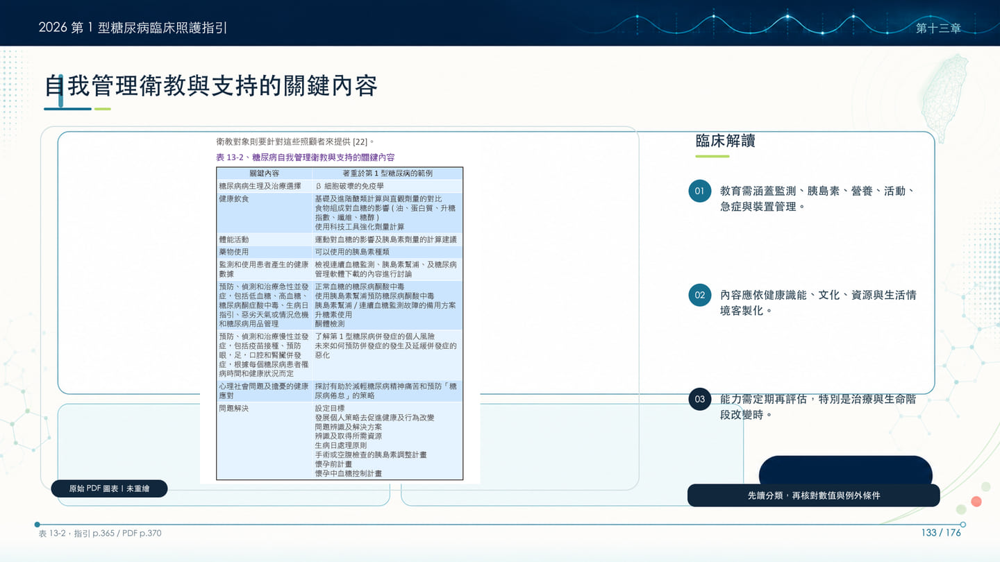 2026 第 1 型糖尿病臨床照護指引
第十三章
自我管理衛教與支持的關鍵內容
衛教對象則要針對這些照顧者來提供 [22]。
表 13-2、糖尿病自我管理衛教與支持的關鍵內容
關鍵內容
著重於第 1 型糖尿病的範例
糖尿病病生理及治療選擇
β 細胞破壞的免疫學
健康飲食
基礎及進階醣類計算與直觀劑量的對比
食物組成對血糖的影響 ( 油、蛋白質、升糖
指數、纖維、糖醇 )
使用科技工具強化劑量計算
體能活動
運動對血糖的影響及胰島素劑量的計算建議
藥物使用
可以使用的胰島素種類
監測和使用患者產生的健康
數據
檢視連續血糖監測、胰島素幫浦、及糖尿病
管理軟體下載的內容進行討論
預防、偵測和治療急性並發
症，包括低血糖、高血糖、
糖尿病酮症酸中毒、生病日
指引、惡劣天氣或情況危機
和糖尿病用品管理
正常血糖的糖尿病酮酸中毒
使用胰島素幫浦預防糖尿病酮酸中毒
胰島素幫浦 / 連續血糖監測故障的備用方案
升糖素使用
酮體檢測
預防、偵測和治療慢性並發
症，包括疫苗接種、預防
眼，足，口腔和腎臟併發
症，根據每個糖尿病患者罹
病時間和健康狀況而定
了解第 1 型糖尿病併發症的個人風險
未來如何預防併發症的發生及延緩併發症的
惡化
心理社會問題及擔憂的健康
應對
探討有助於減輕糖尿病精神痛苦和預防「糖
尿病倦怠」的策略
問題解決
設定目標
發展個人策略去促進健康及行為改變
問題辨識及解決方案
辨識及取得所需資源
生病日處理原則
手術或空腹檢查的胰島素調整計畫
懷孕前計畫
懷孕中血糖控制計畫
臨床解讀
01
教育需涵蓋監測、胰島素、營養、活動、
急症與裝置管理。
02
內容應依健康識能、文化、資源與生活情
境客製化。
03
能力需定期再評估，特別是治療與生命階
段改變時。
原始 PDF 圖表｜未重繪
先讀分類，再核對數值與例外條件
表 13-2，指引 p.365 / PDF p.370
133 / 176